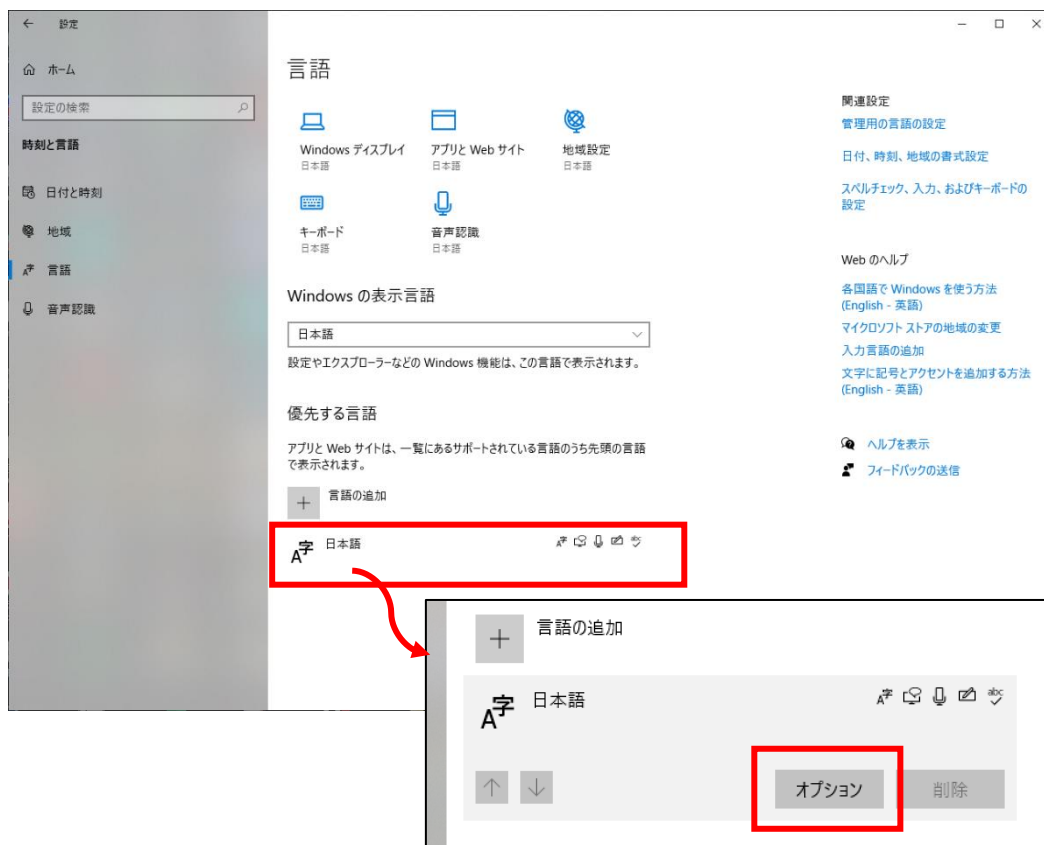 設定
ホーム
設定の検索
時刻と言語
日付と時刻
地域
言語
音声認識
言語
Windows ディスプレイ
日本語
アプリと Web サイト
日本語
地域設定
日本語
キーボード
日本語
音声認識
日本語
Windows の表示言語
日本語
設定やエクスプローラーなどの Windows 機能は、この言語で表示されます。
優先する言語
アプリと Web サイトは、一覧にあるサポートされている言語のうち先頭の言語
で表示されます。
言語の追加
A字 日本語
関連設定
管理用の言語の設定
日付、時刻、地域の書式設定
スペルチェック、入力、およびキーボードの
設定
Web のヘルプ
各国語で Windows を使う方法
(English - 英語)
マイクロソフト ストアの地域の変更
入力言語の追加
文字に記号とアクセントを追加する方法
(English - 英語)
ヘルプを表示
フィードバックの送信
言語の追加
A字 日本語
abc
オプション
削除